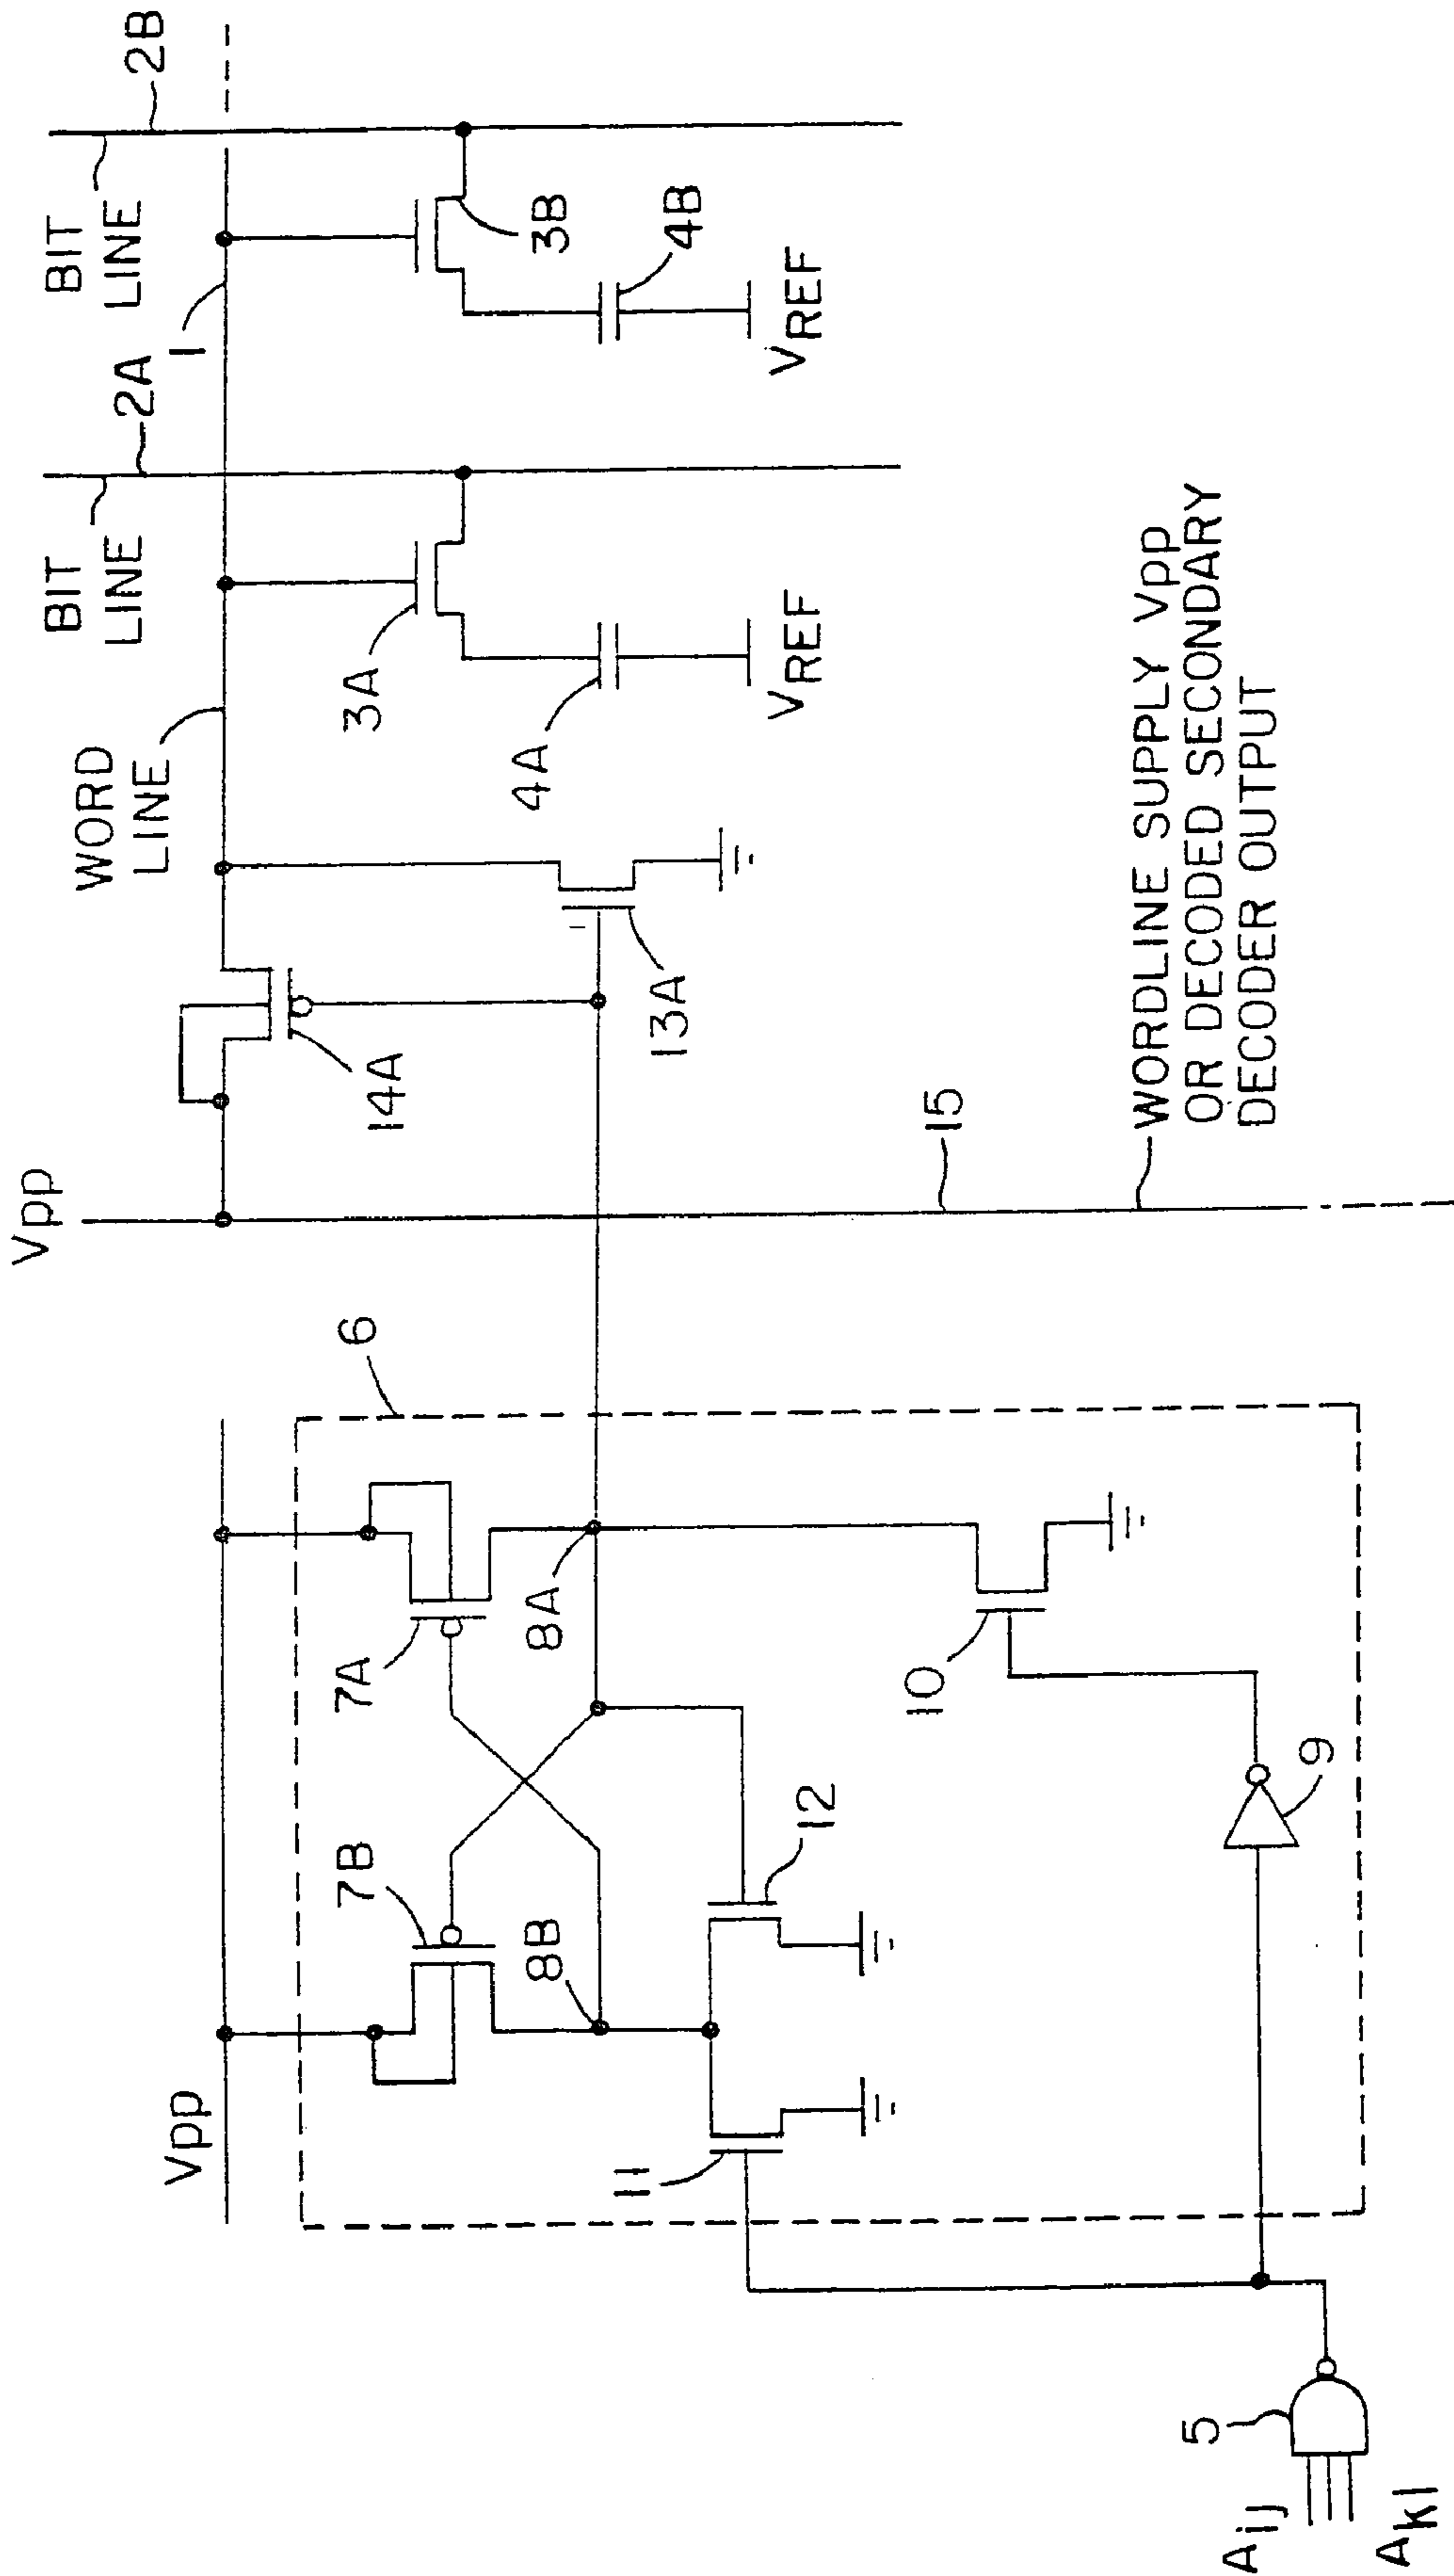 Vpp
BIT
LINE
2A
BIT
LINE
2B
WORD
LINE
1
Vpp
14A
13A
3A
4A
VREF
3B
4B
VREF
6
7B
7A
8B
8A
11
12
10
9
15
WORDLINE SUPPLY Vpp
OR DECODED SECONDARY
DECODER OUTPUT
5
Aij
Akl